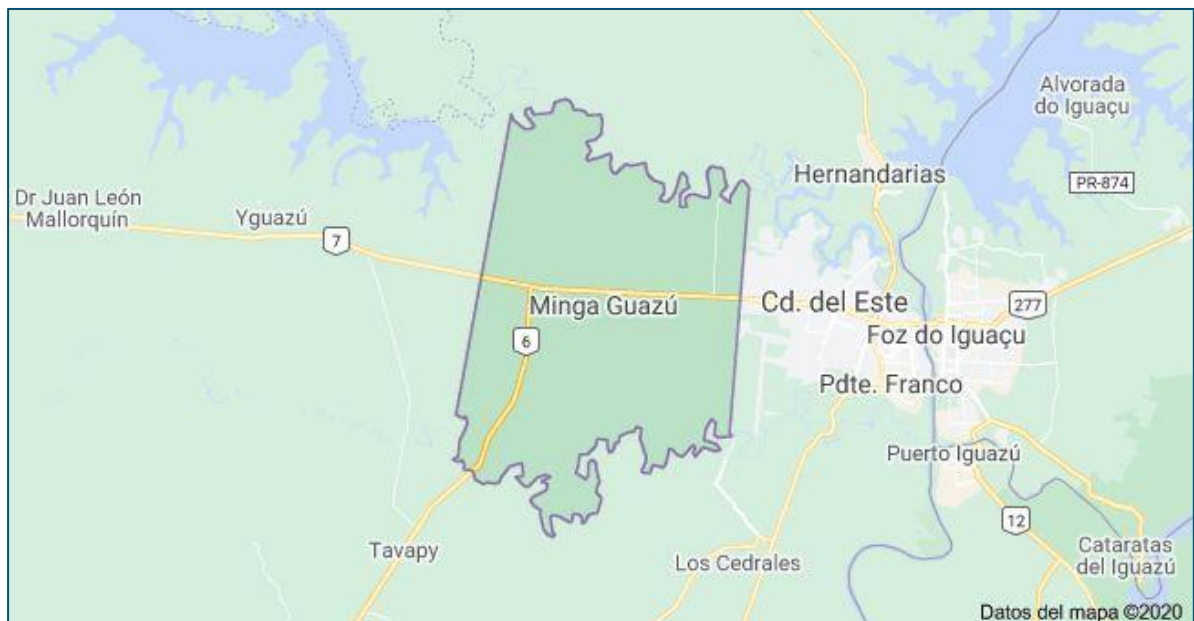 Alvorada
do Iguaçu
Hernandarias
PR-874
Dr Juan León
Mallorquín
Yguazú
7
Minga Guazú
Cd. del Este
277
6
Foz do Iguaçu
Pdte. Franco
Puerto Iguazú
12
Tavapy
Los Cedrales
Cataratas
del Iguazú
Datos del mapa ©2020